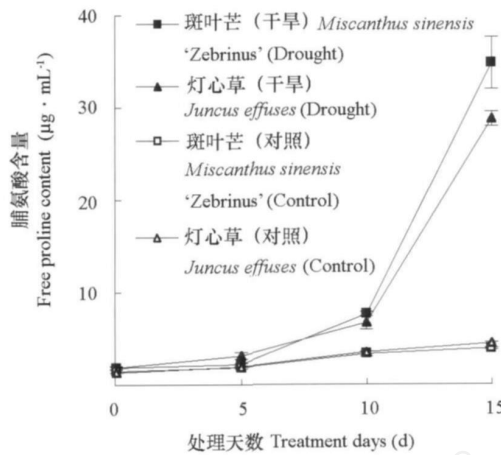 40
30
20
10
0
5
10
15
脯氨酸含量
Free proline content (μg · mL⁻¹)
斑叶芒（干旱）Miscanthus sinensis
‘Zebrinus’ (Drought)
灯心草（干旱）
Juncus effuses (Drought)
斑叶芒（对照）
Miscanthus sinensis
‘Zebrinus’ (Control)
灯心草（对照）
Juncus effuses (Control)
处理天数 Treatment days (d)